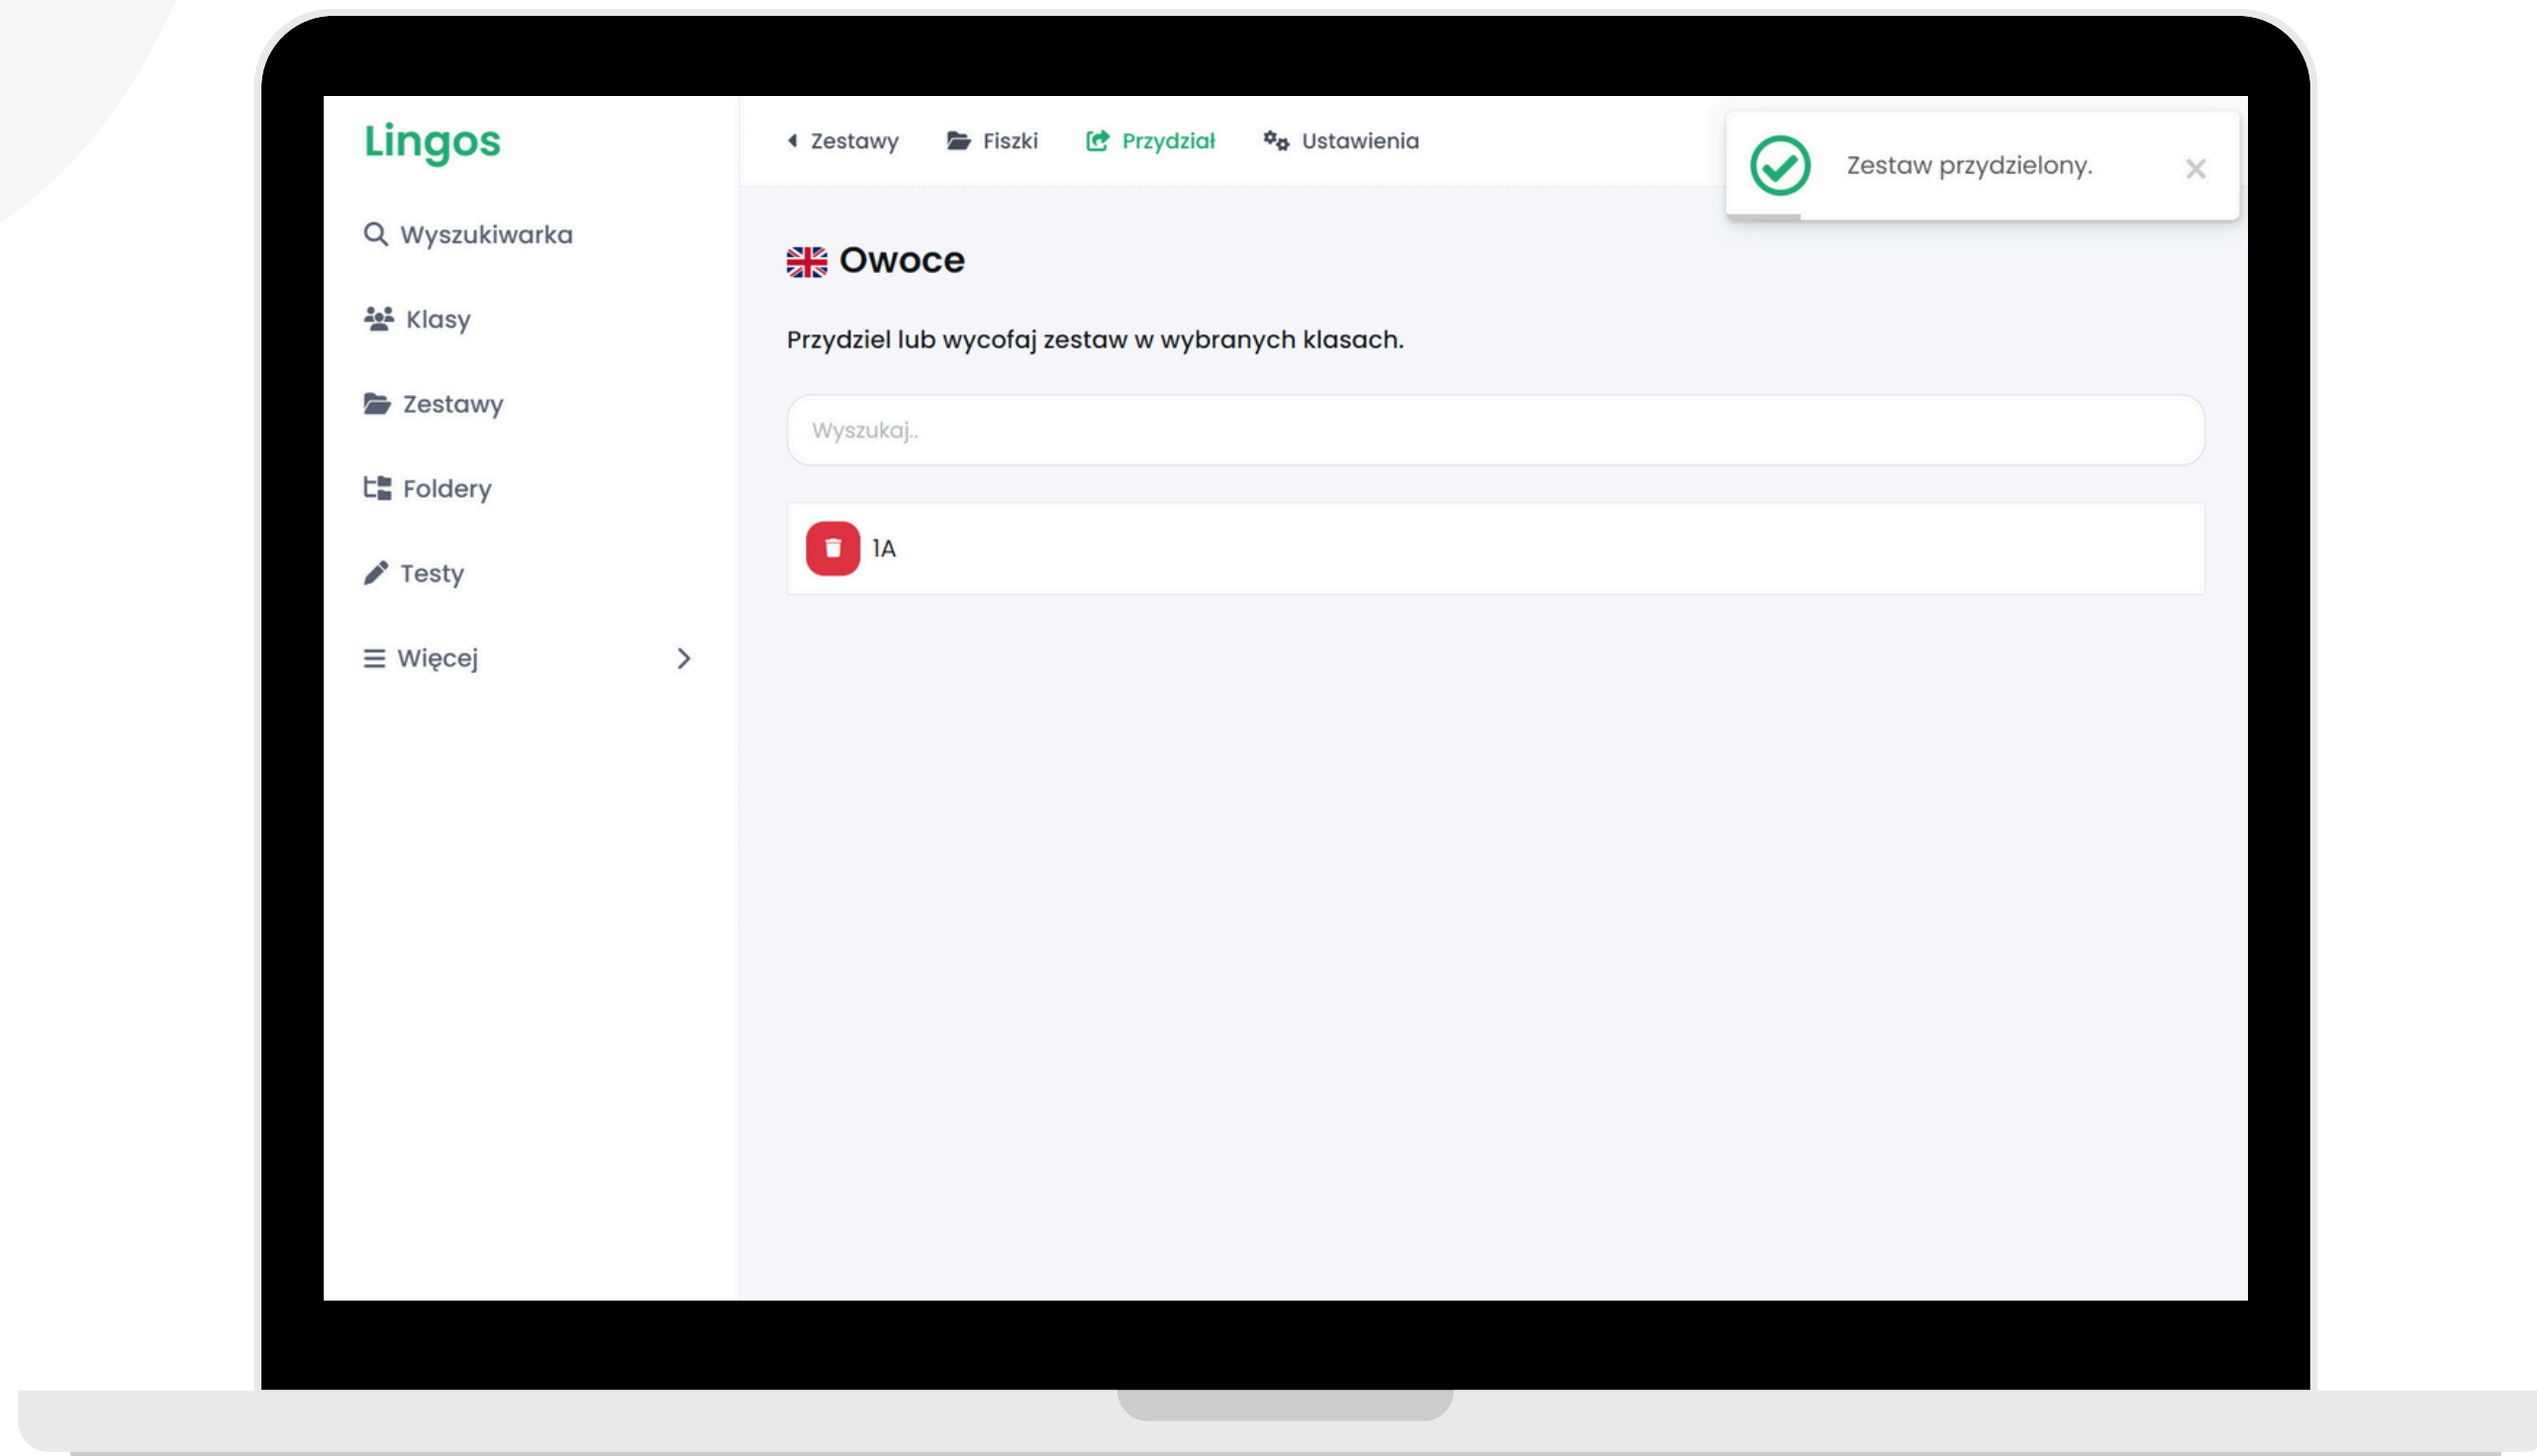 Lingos
Wyszukiwarka
Klasy
Zestawy
Foldery
Testy
Więcej
Zestawy Fiszki Przydział Ustawienia
Zestaw przydzielony.
Owoce
Przydziel lub wycofaj zestaw w wybranych klasach.
Wyszukaj..
1A